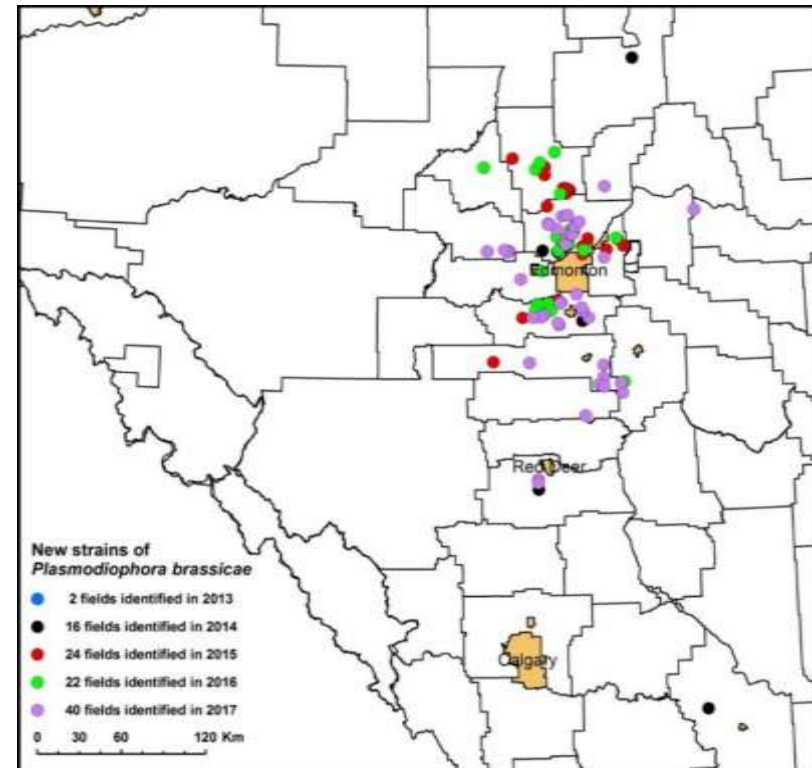 Edmonton
Red Deer
New strains of
Plasmodiophora brassicae
2 fields identified in 2013
16 fields identified in 2014
24 fields identified in 2015
22 fields identified in 2016
40 fields identified in 2017
Calgary
0 30 60 120 Km